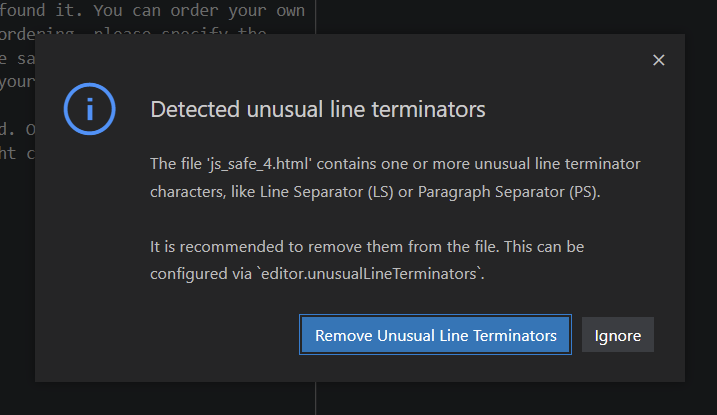 found it. You can order your own
ordering, please specify the
e sa
your
Detected unusual line terminators
d. O
ht c
The file 'js_safe_4.html' contains one or more unusual line terminator
characters, like Line Separator (LS) or Paragraph Separator (PS).
It is recommended to remove them from the file. This can be
configured via `editor.unusualLineTerminators`.
Remove Unusual Line Terminators
Ignore